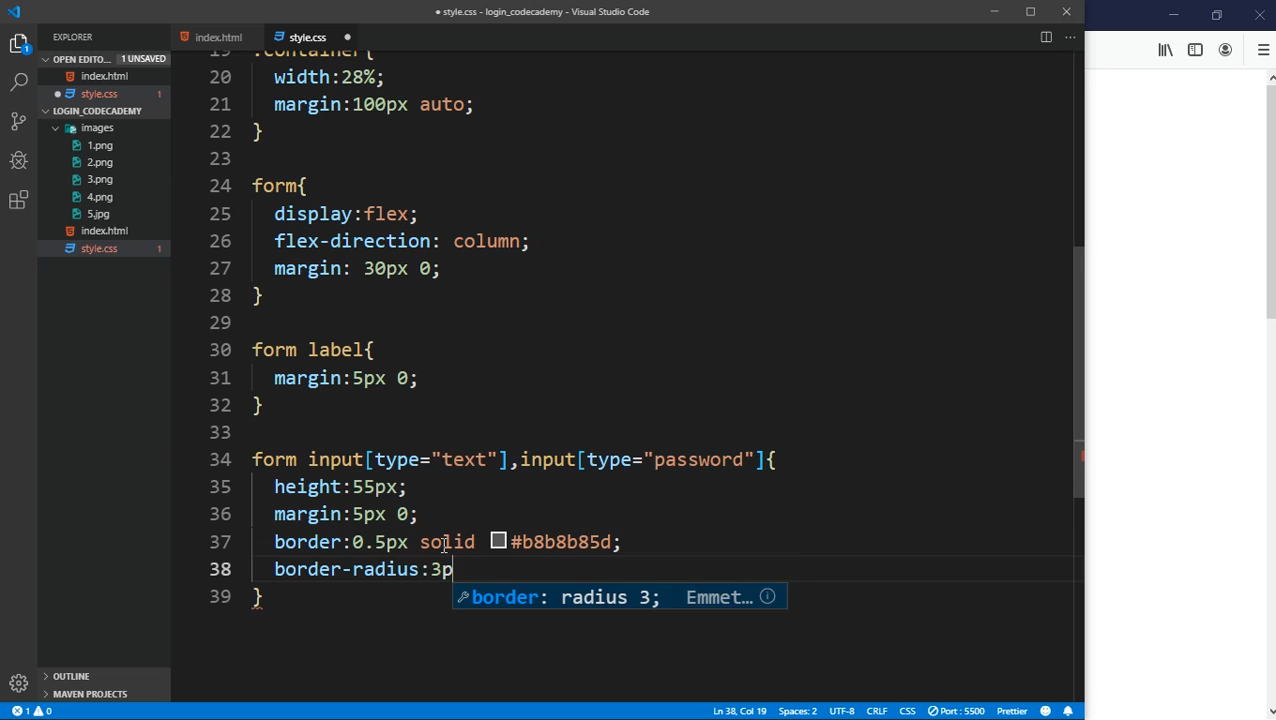 ● style.css - login_codecademy - Visual Studio Code
EXPLORER
index.html
style.css
OPEN EDITO... 1 UNSAVED
index.html
style.css 1
LOGIN_CODECADEMY
images
1.png
2.png
3.png
4.png
5.jpg
index.html
style.css 1
OUTLINE
MAVEN PROJECTS
1
19 .container{
20 width:28%;
21 margin:100px auto;
22 }
23
24 form{
25 display:flex;
26 flex-direction: column;
27 margin: 30px 0;
28 }
29
30 form label{
31 margin:5px 0;
32 }
33
34 form input[type="text"],input[type="password"]{
35 height:55px;
36 margin:5px 0;
37 border:0.5px solid #b8b8b85d;
38 border-radius:3p
border: radius 3; Emmet...
39 }
1 0 Ln 38, Col 19 Spaces: 2 UTF-8 CRLF CSS Port : 5500 Prettier